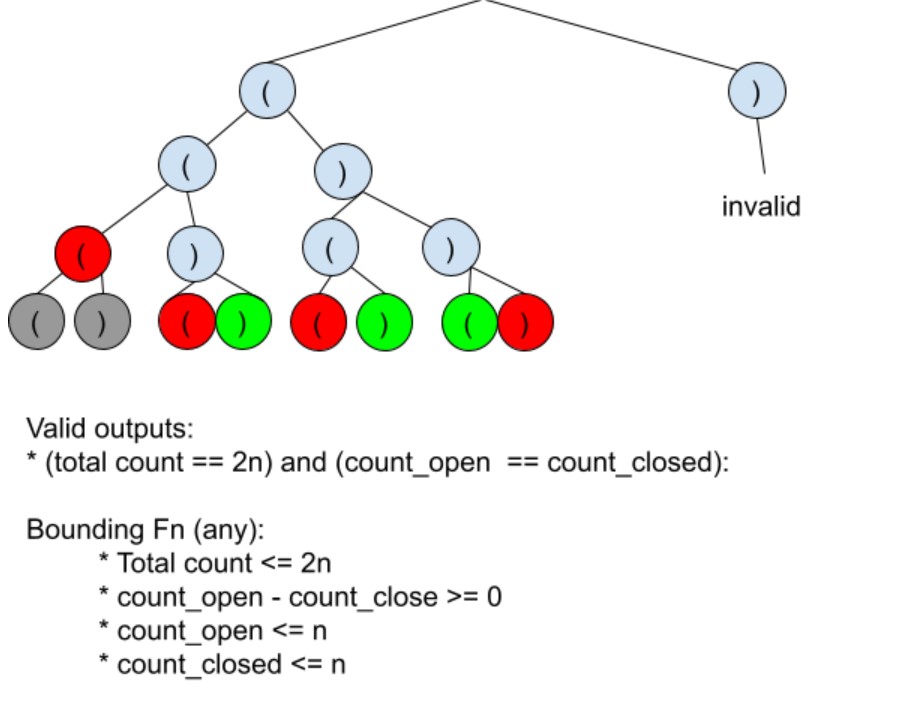 ( )
( )
invalid
( ) ( )
( ) ( ) ( ) ( ) ( )
Valid outputs:
* (total count == 2n) and (count_open == count_closed):
Bounding Fn (any):
* Total count <= 2n
* count_open - count_close >= 0
* count_open <= n
* count_closed <= n